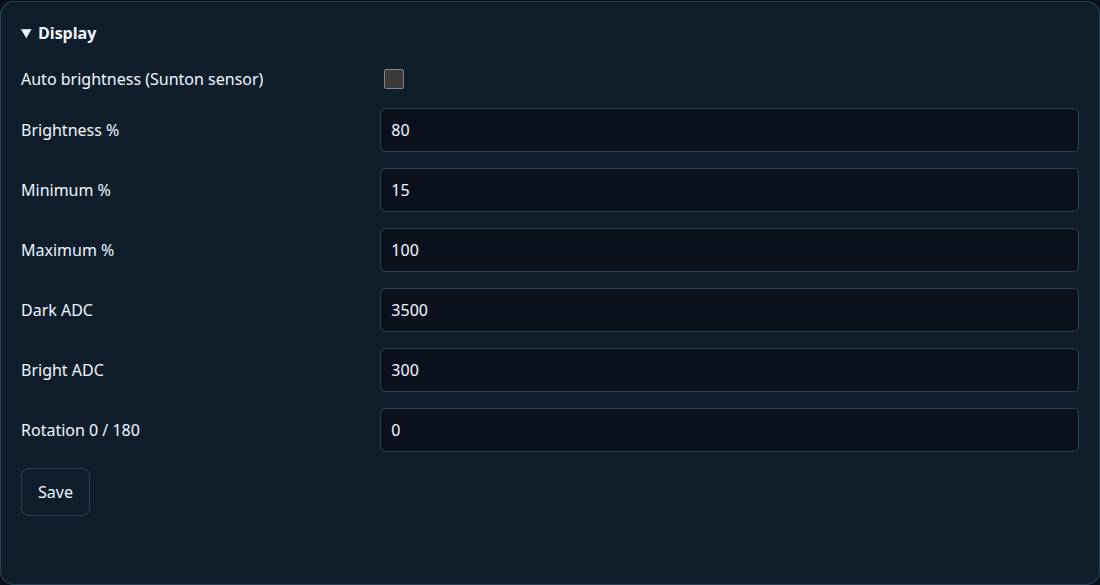 Display
Auto brightness (Sunton sensor)
Brightness % 80
Minimum % 15
Maximum % 100
Dark ADC 3500
Bright ADC 300
Rotation 0 / 180 0
Save